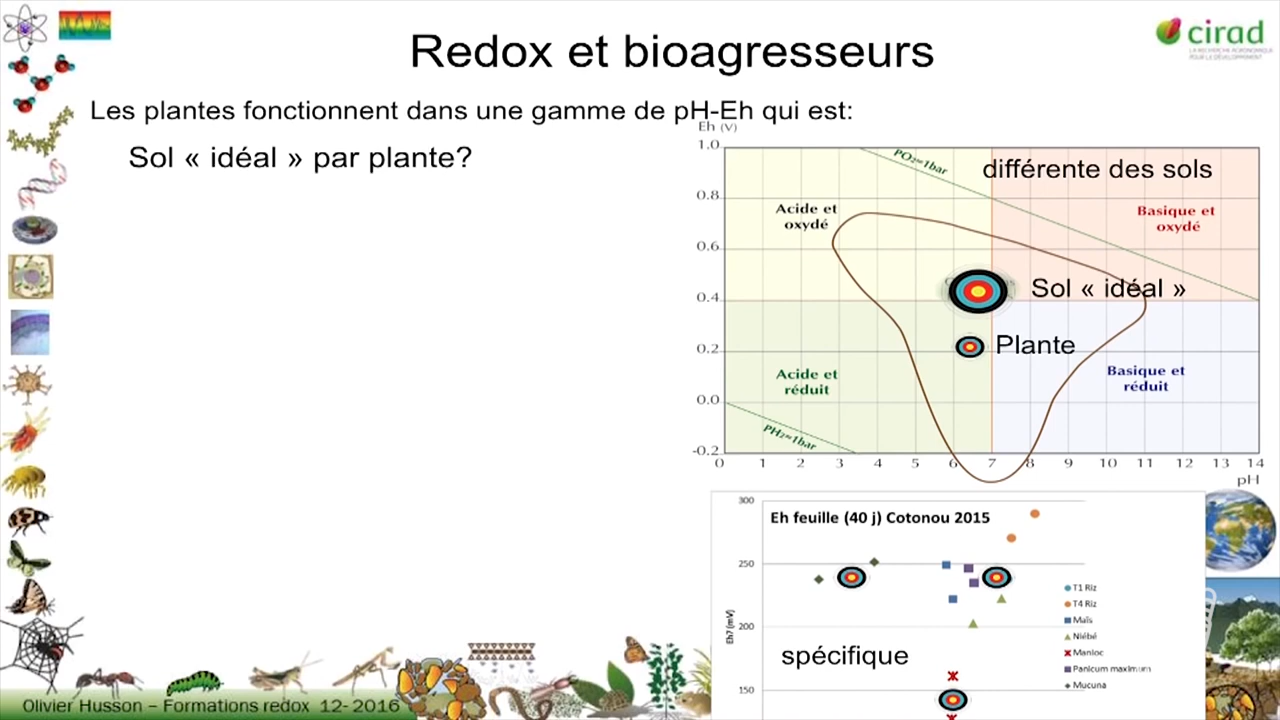 Redox et bioagresseurs
cirad
LA RECHERCHE AGRONOMIQUE
POUR LE DÉVELOPPEMENT
Les plantes fonctionnent dans une gamme de pH-Eh qui est:
Sol « idéal » par plante?
Eh (V)
1.0
0.8
0.6
0.4
0.2
0.0
-0.2
PO₂=1bar
différente des sols
Acide et
oxydé
Basique et
oxydé
Sol « idéal »
Plante
Acide et
réduit
Basique et
réduit
PH₂=1bar
0 1 2 3 4 5 6 7 8 9 10 11 12 13 14
pH
Eh feuille (40 j) Cotonou 2015
300
250
200
150
Eh7 (mV)
T1 Riz
T4 Riz
Maïs
Niébé
Manioc
Panicum maximum
Mucuna
spécifique
Olivier Husson – Formations redox 12- 2016